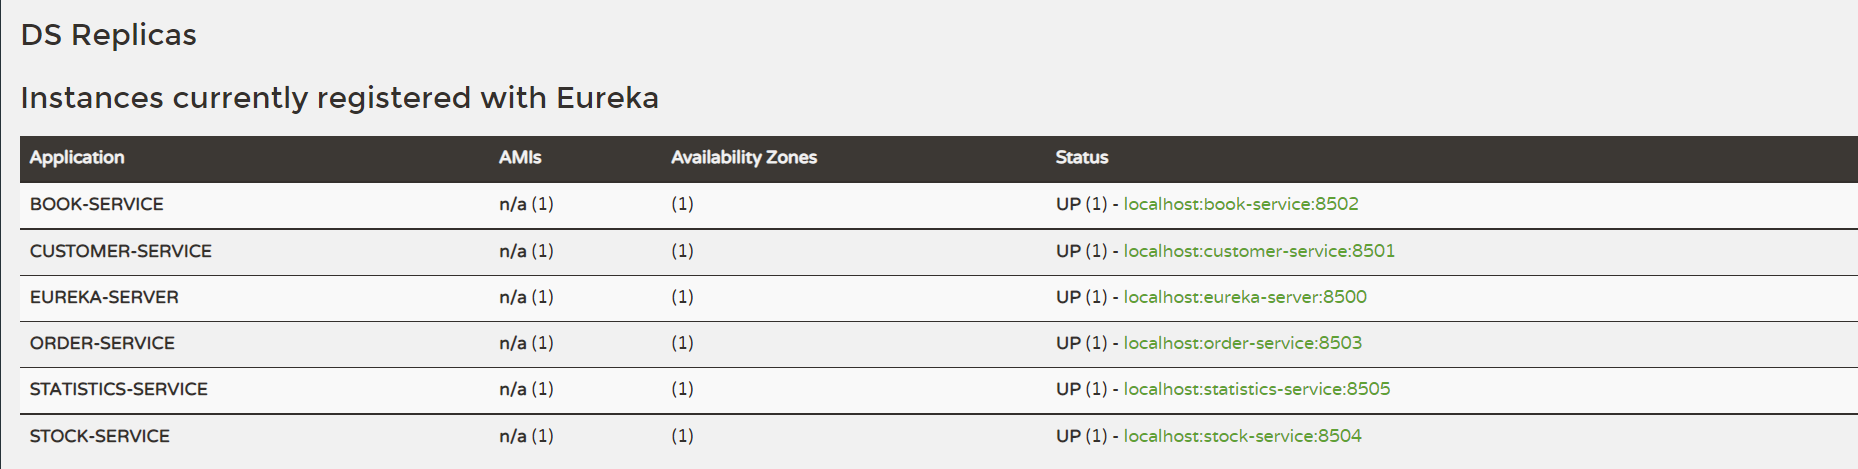 DS Replicas
Instances currently registered with Eureka
Application AMIs Availability Zones Status
BOOK-SERVICE n/a (1) (1) UP (1) - localhost:book-service:8502
CUSTOMER-SERVICE n/a (1) (1) UP (1) - localhost:customer-service:8501
EUREKA-SERVER n/a (1) (1) UP (1) - localhost:eureka-server:8500
ORDER-SERVICE n/a (1) (1) UP (1) - localhost:order-service:8503
STATISTICS-SERVICE n/a (1) (1) UP (1) - localhost:statistics-service:8505
STOCK-SERVICE n/a (1) (1) UP (1) - localhost:stock-service:8504